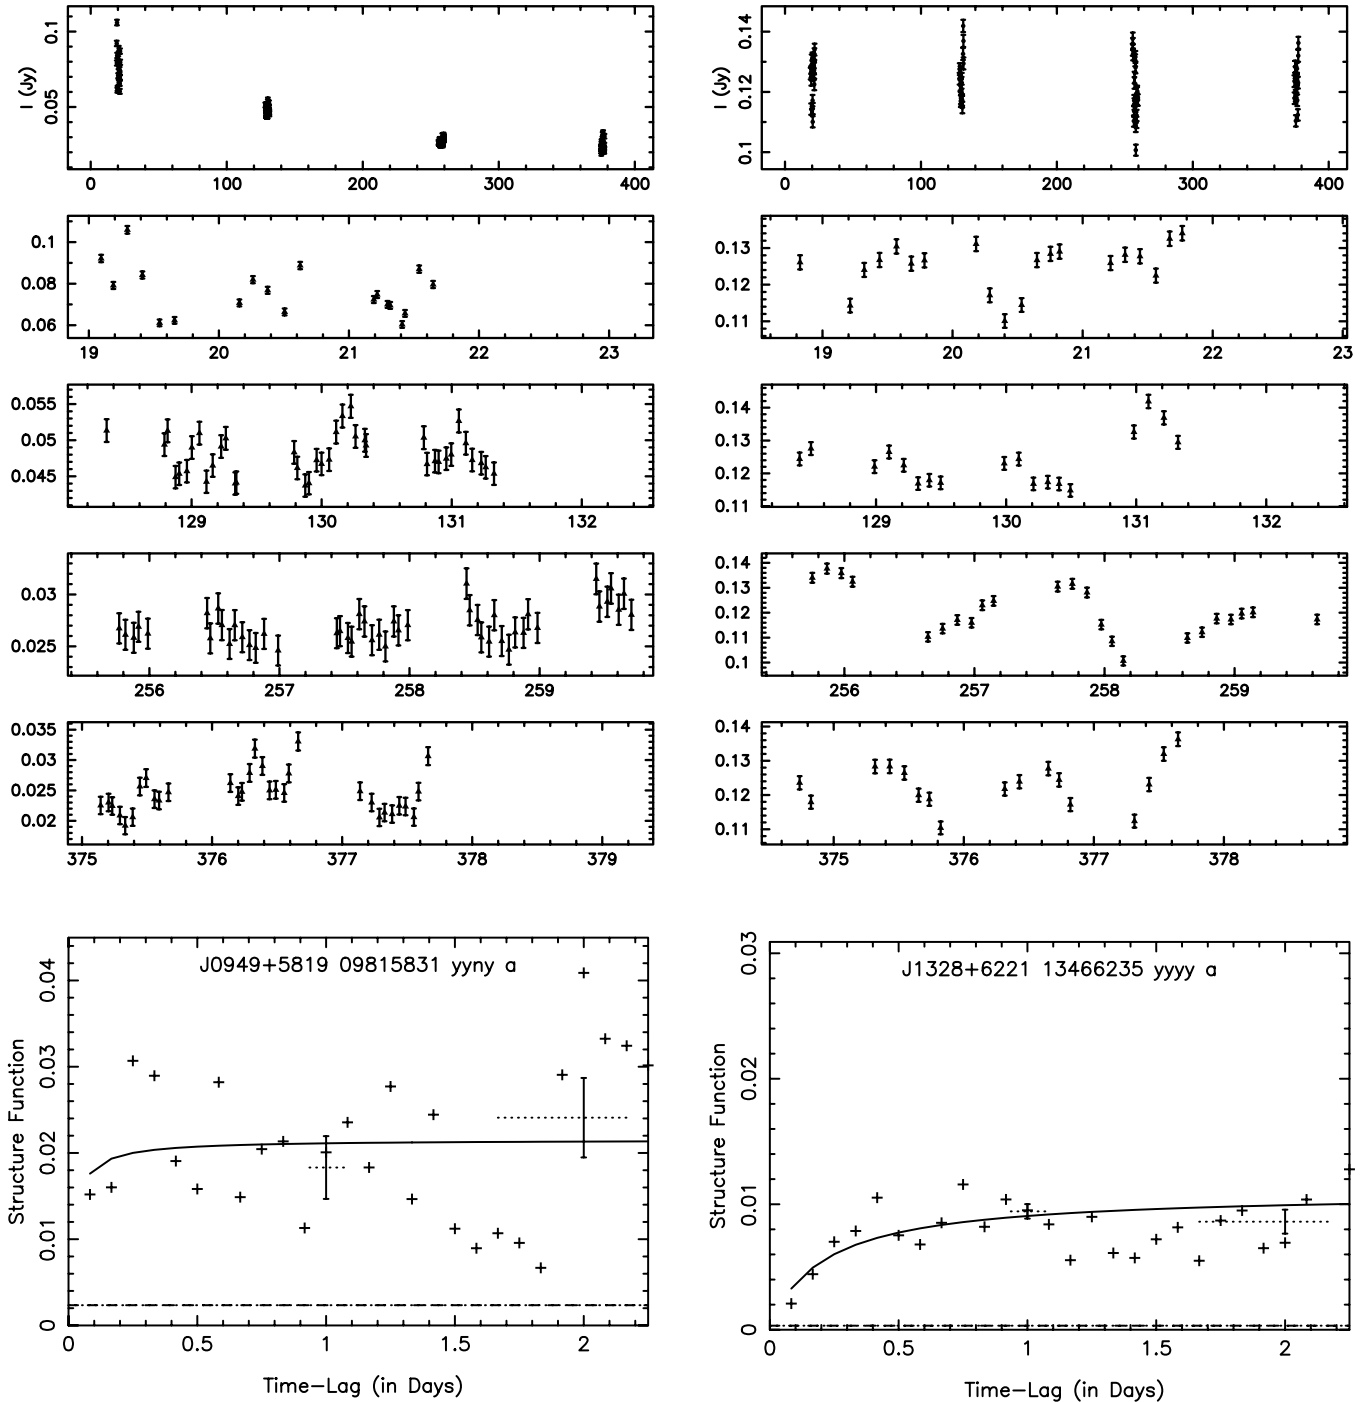 0.1
I (Jy)
0.05
0 100 200 300 400
0.1
0.08
0.06
19 20 21 22 23
0.055
0.05
0.045
129 130 131 132
0.03
0.025
256 257 258 259
0.035
0.03
0.025
0.02
375 376 377 378 379
J0949+5819 09815831 yyny a
Structure Function
0.04
0.03
0.02
0.01
0
0 0.5 1 1.5 2
Time-Lag (in Days)
0.14
I (Jy)
0.12
0.1
0 100 200 300 400
0.13
0.12
0.11
19 20 21 22 23
0.14
0.13
0.12
0.11
129 130 131 132
0.14
0.13
0.12
0.11
0.1
256 257 258 259
0.14
0.13
0.12
0.11
375 376 377 378
J1328+6221 13466235 yyyy a
Structure Function
0.03
0.02
0.01
0
0 0.5 1 1.5 2
Time-Lag (in Days)